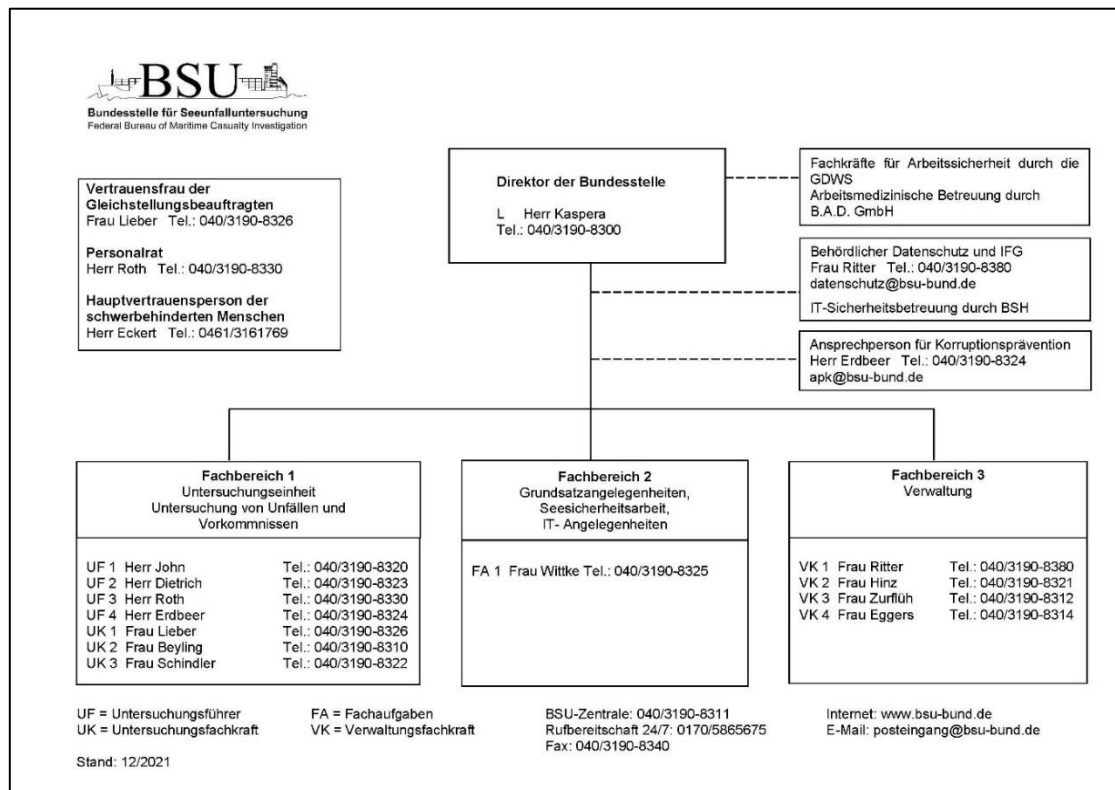 BSU
Bundesstelle für Seeunfalluntersuchung
Federal Bureau of Maritime Casualty Investigation
Vertrauensfrau der
Gleichstellungsbeauftragten
Frau Lieber Tel.: 040/3190-8326
Personalrat
Herr Roth Tel.: 040/3190-8330
Hauptvertrauensperson der
schwerbehinderten Menschen
Herr Eckert Tel.: 0461/3161769
Direktor der Bundesstelle
L Herr Kaspera
Tel.: 040/3190-8300
Fachkräfte für Arbeitssicherheit durch die
GDWS
Arbeitsmedizinische Betreuung durch
B.A.D. GmbH
Behördlicher Datenschutz und IFG
Frau Ritter Tel.: 040/3190-8380
datenschutz@bsu-bund.de
IT-Sicherheitsbetreuung durch BSH
Ansprechperson für Korruptionsprävention
Herr Erdbeer Tel.: 040/3190-8324
apk@bsu-bund.de
Fachbereich 1
Untersuchungseinheit
Untersuchung von Unfällen und
Vorkommnissen
UF 1 Herr John Tel.: 040/3190-8320
UF 2 Herr Dietrich Tel.: 040/3190-8323
UF 3 Herr Roth Tel.: 040/3190-8330
UF 4 Herr Erdbeer Tel.: 040/3190-8324
UK 1 Frau Lieber Tel.: 040/3190-8326
UK 2 Frau Beyling Tel.: 040/3190-8310
UK 3 Frau Schindler Tel.: 040/3190-8322
Fachbereich 2
Grundsatzangelegenheiten,
Seesicherheitsarbeit,
IT- Angelegenheiten
FA 1 Frau Wittke Tel.: 040/3190-8325
Fachbereich 3
Verwaltung
VK 1 Frau Ritter Tel.: 040/3190-8380
VK 2 Frau Hinz Tel.: 040/3190-8321
VK 3 Frau Zurflüh Tel.: 040/3190-8312
VK 4 Frau Eggers Tel.: 040/3190-8314
UF = Untersuchungsführer
UK = Untersuchungsfachkraft
FA = Fachaufgaben
VK = Verwaltungsfachkraft
BSU-Zentrale: 040/3190-8311
Rufbereitschaft 24/7: 0170/5865675
Fax: 040/3190-8340
Internet: www.bsu-bund.de
E-Mail: posteingang@bsu-bund.de
Stand: 12/2021